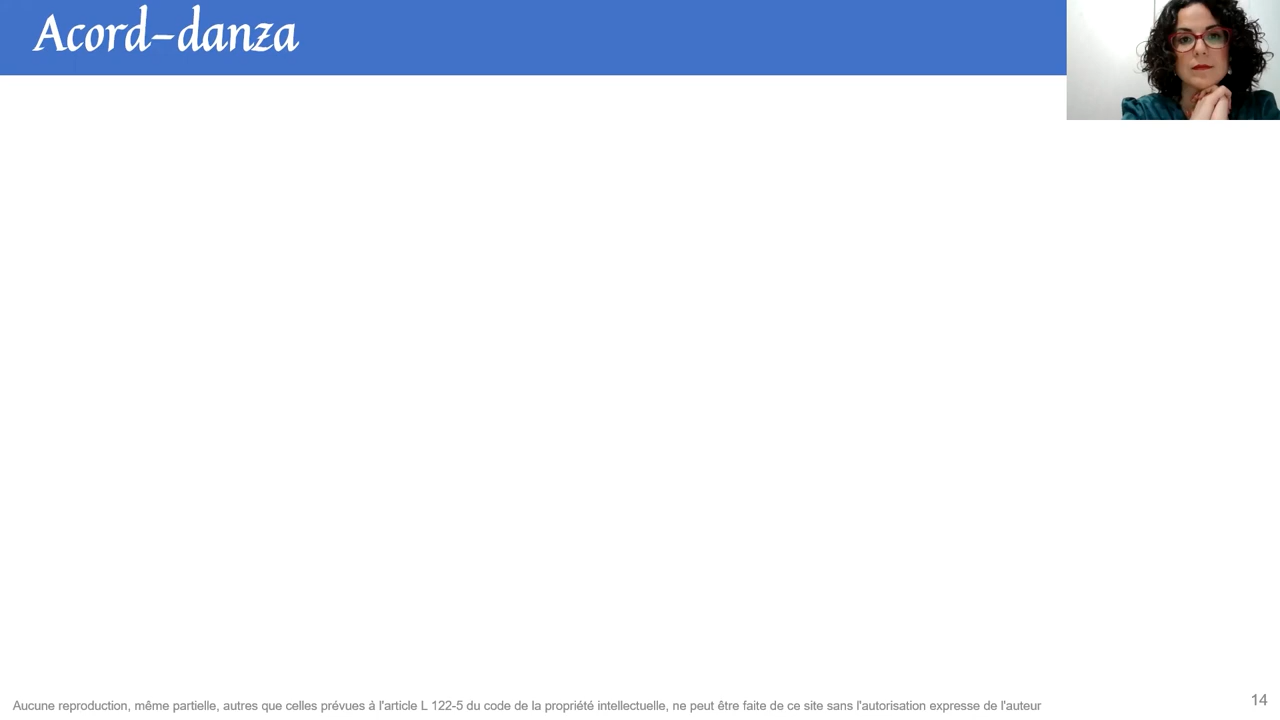 Acord-danza
Aucune reproduction, même partielle, autres que celles prévues à l'article L 122-5 du code de la propriété intellectuelle, ne peut être faite de ce site sans l'autorisation expresse de l'auteur
14